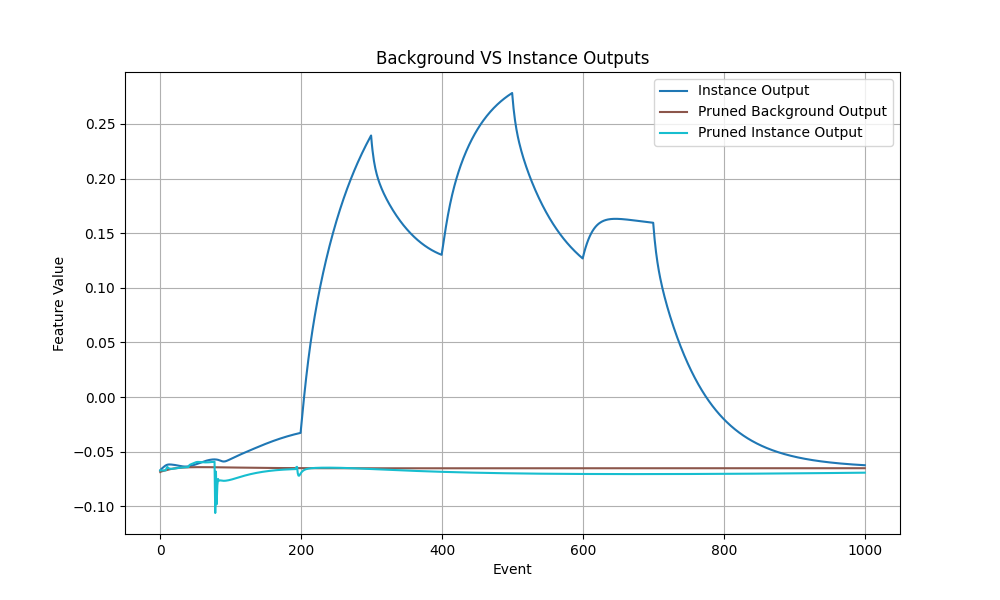 Background VS Instance Outputs
Instance Output
Pruned Background Output
Pruned Instance Output
Feature Value
0.25
0.20
0.15
0.10
0.05
0.00
−0.05
−0.10
0 200 400 600 800 1000
Event